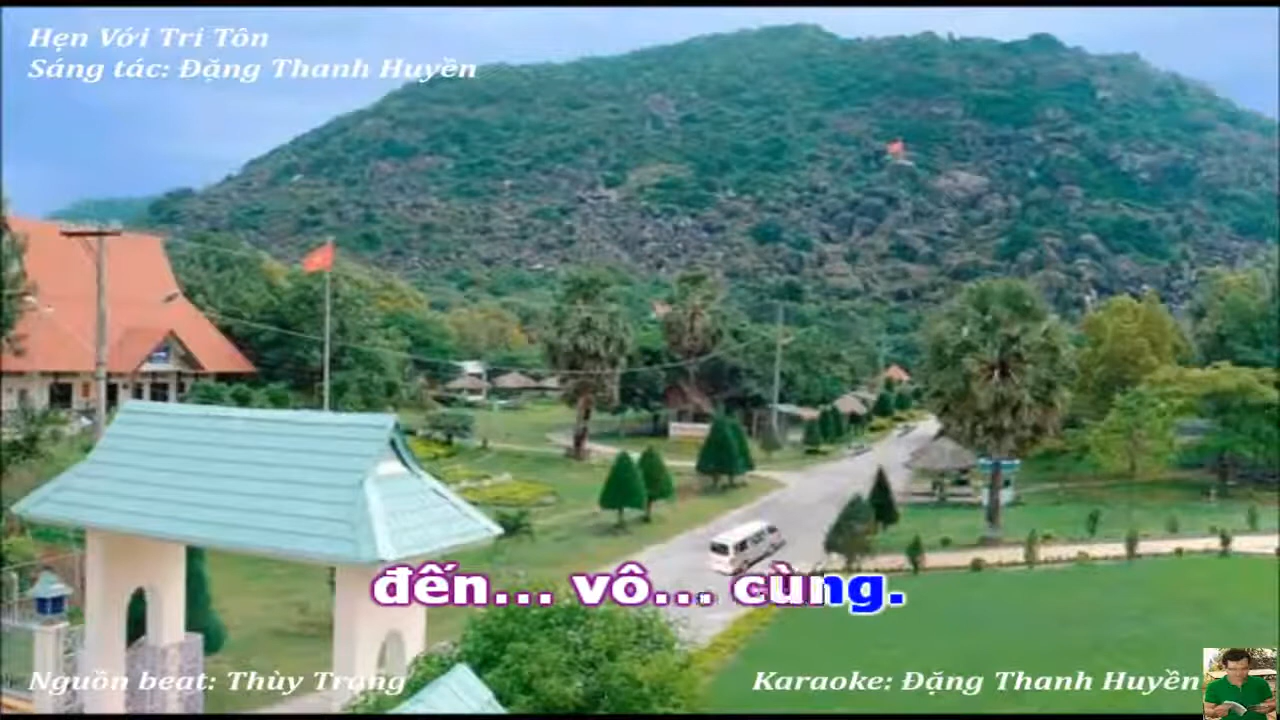 Hẹn Với Tri Tôn
Sáng tác: Đặng Thanh Huyền
đến... vô... cùng.
Nguồn beat: Thùy Trang
Karaoke: Đặng Thanh Huyền